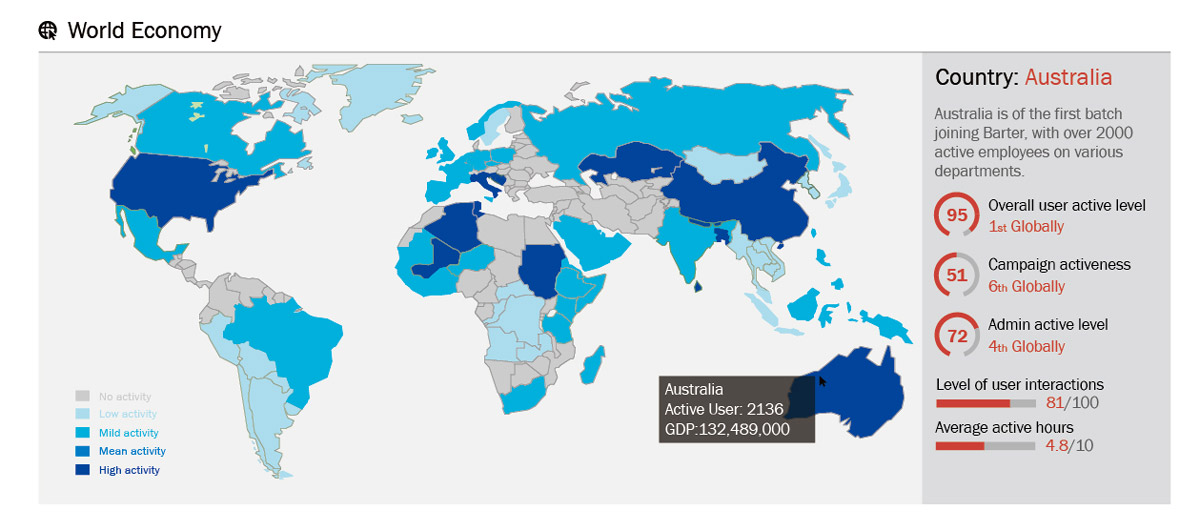 World Economy
Country: Australia
Australia is of the first batch
joining Barter, with over 2000
active employees on various
departments.
95 Overall user active level
1st Globally
51 Campaign activeness
6th Globally
72 Admin active level
4th Globally
Level of user interactions
81/100
Average active hours
4.8/10
Australia
Active User: 2136
GDP:132,489,000
No activity
Low activity
Mild activity
Mean activity
High activity